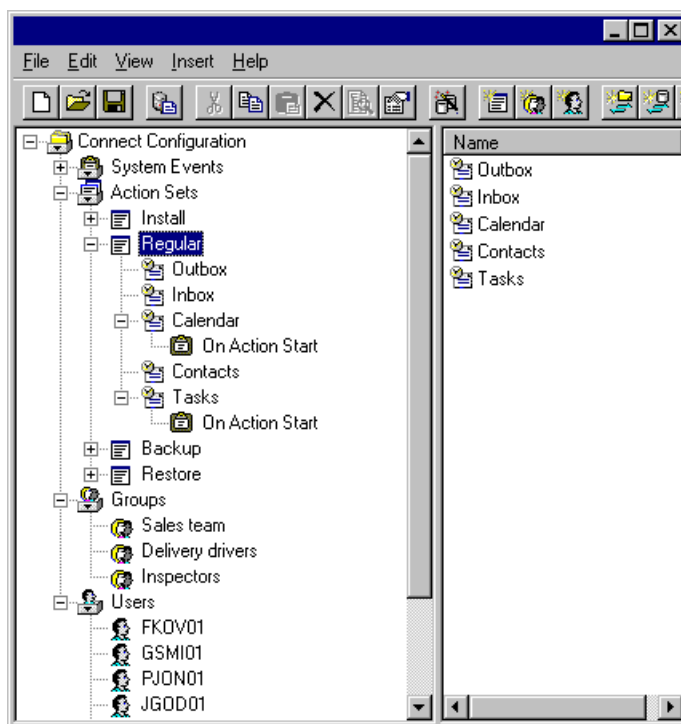 File Edit View Insert Help
Connect Configuration
System Events
Action Sets
Install
Regular
Outbox
Inbox
Calendar
On Action Start
Contacts
Tasks
On Action Start
Backup
Restore
Groups
Sales team
Delivery drivers
Inspectors
Users
FKOV01
GSMI01
PJON01
JGOD01
Name
Outbox
Inbox
Calendar
Contacts
Tasks